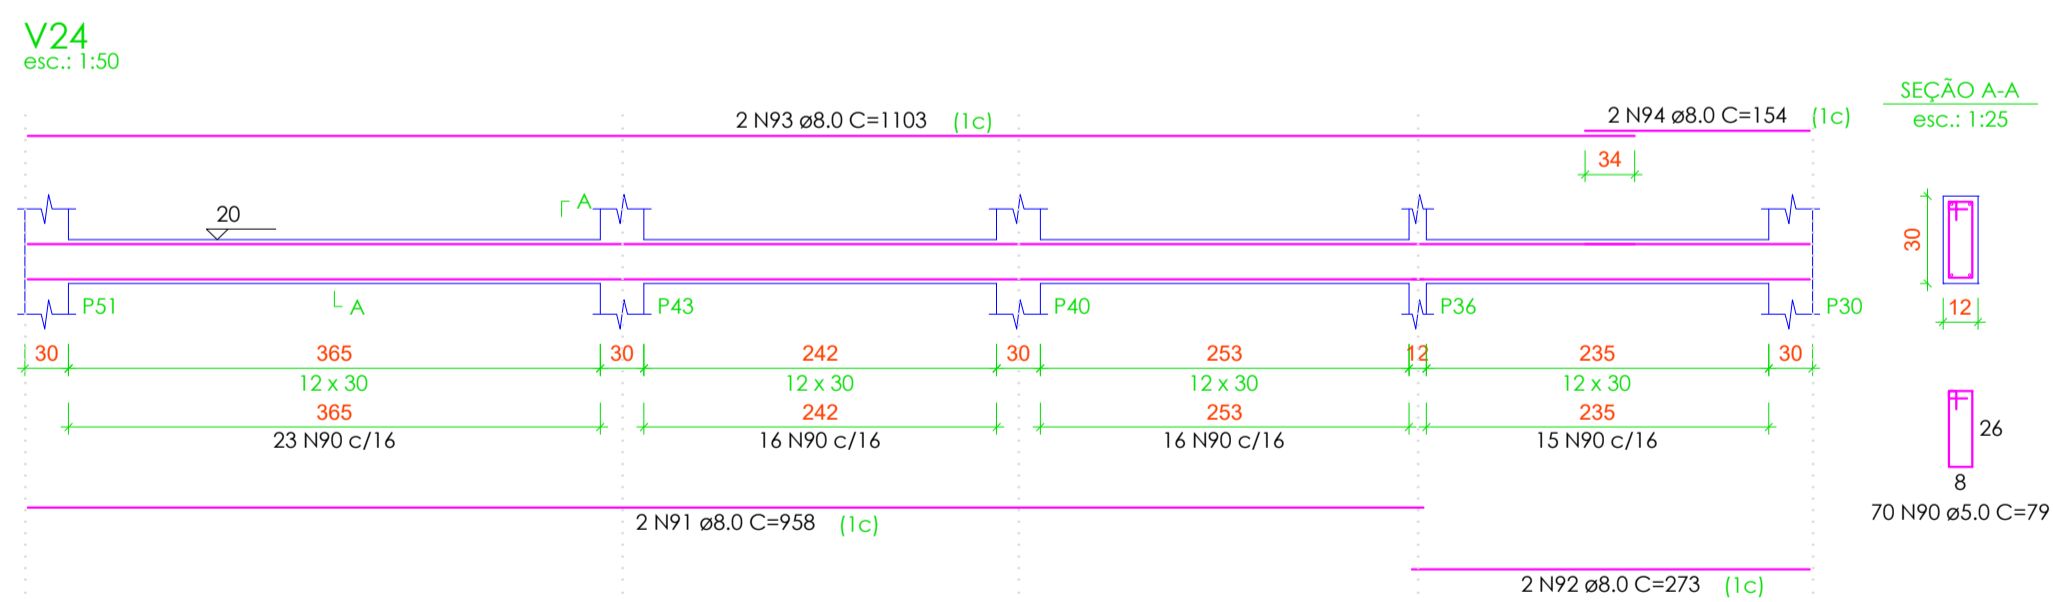 V24
esc.: 1:50
2 N93 ø8.0 C=1103 (1c)
2 N94 ø8.0 C=154 (1c)
34
SEÇÃO A-A
esc.: 1:25
20
A
A
P51
P43
P40
P36
P30
30
12
30 365 30 242 30 253 12 235 30
12 x 30 12 x 30 12 x 30 12 x 30
365 242 253 235
23 N90 c/16 16 N90 c/16 16 N90 c/16 15 N90 c/16
26
8
70 N90 ø5.0 C=79
2 N91 ø8.0 C=958 (1c)
2 N92 ø8.0 C=273 (1c)